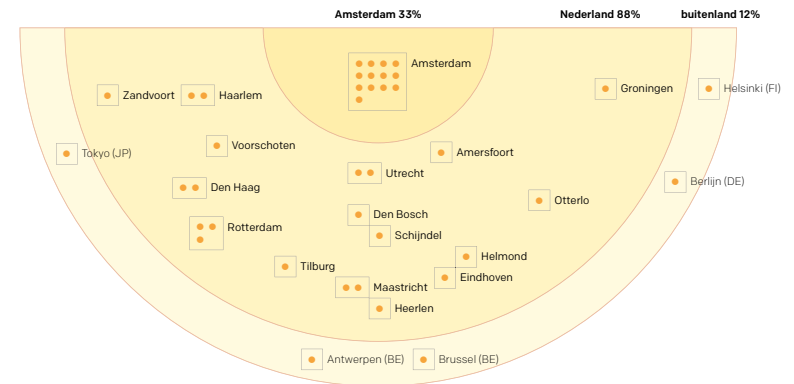 Amsterdam 33%
Nederland 88%
buitenland 12%
Amsterdam
Groningen
Helsinki (FI)
Zandvoort
Haarlem
Voorschoten
Amersfoort
Tokyo (JP)
Utrecht
Berlijn (DE)
Den Haag
Otterlo
Den Bosch
Rotterdam
Schijndel
Helmond
Tilburg
Eindhoven
Maastricht
Heerlen
Antwerpen (BE)
Brussel (BE)